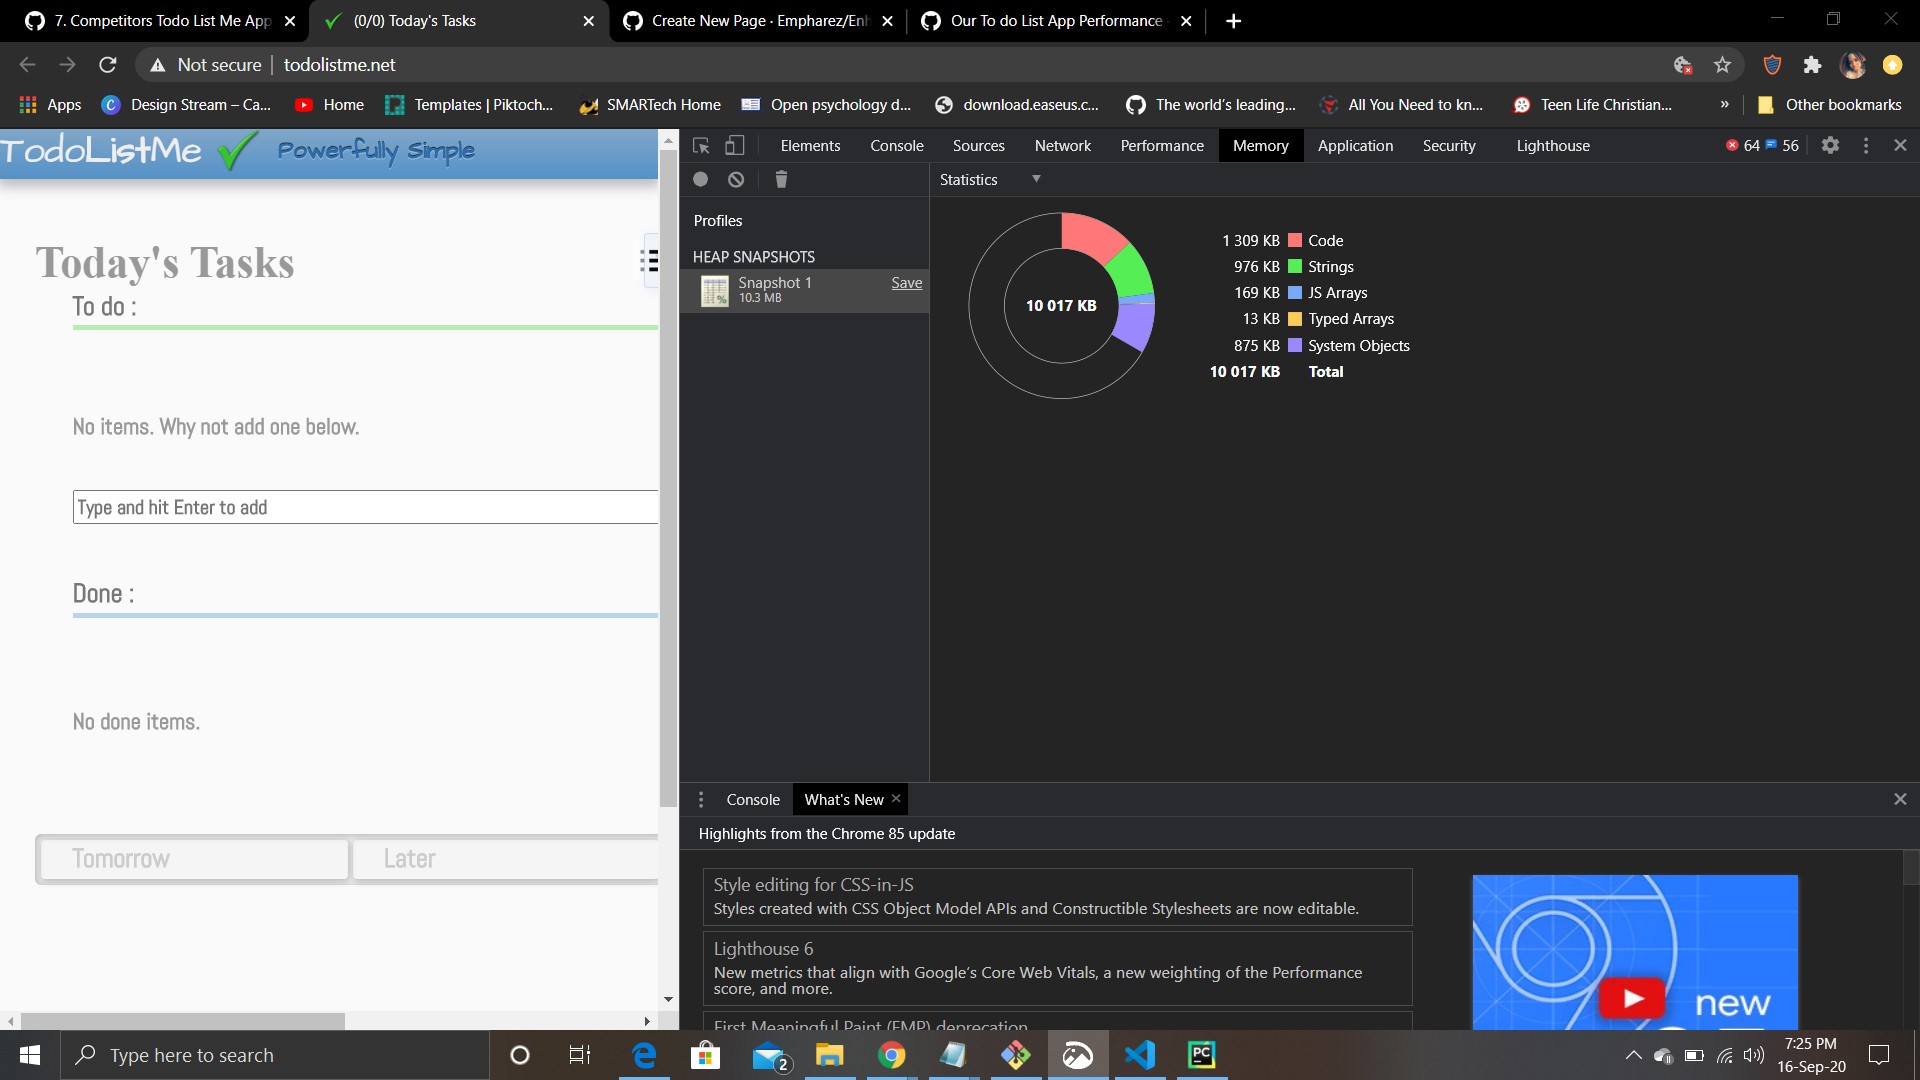 7. Competitors Todo List Me App
(0/0) Today's Tasks
Create New Page · Empharez/Enh
Our To do List App Performance
Not secure
todolistme.net
Apps
Design Stream – Ca...
Home
Templates | Piktoch...
SMARTech Home
Open psychology d...
download.easeus.c...
The world's leading...
All You Need to kn...
Teen Life Christian...
»
Other bookmarks
TodoListMe
Powerfully Simple
Today's Tasks
To do :
No items. Why not add one below.
Type and hit Enter to add
Done :
No done items.
Tomorrow
Later
Elements
Console
Sources
Network
Performance
Memory
Application
Security
Lighthouse
64
56
Statistics
Profiles
HEAP SNAPSHOTS
Snapshot 1
Save
10.3 MB
10 017 KB
1 309 KB Code
976 KB Strings
169 KB JS Arrays
13 KB Typed Arrays
875 KB System Objects
10 017 KB Total
Console
What's New
Highlights from the Chrome 85 update
Style editing for CSS-in-JS
Styles created with CSS Object Model APIs and Constructible Stylesheets are now editable.
Lighthouse 6
New metrics that align with Google's Core Web Vitals, a new weighting of the Performance
score, and more.
First Meaningful Paint (FMP) deprecation
new
Type here to search
2
PC
7:25 PM
16-Sep-20